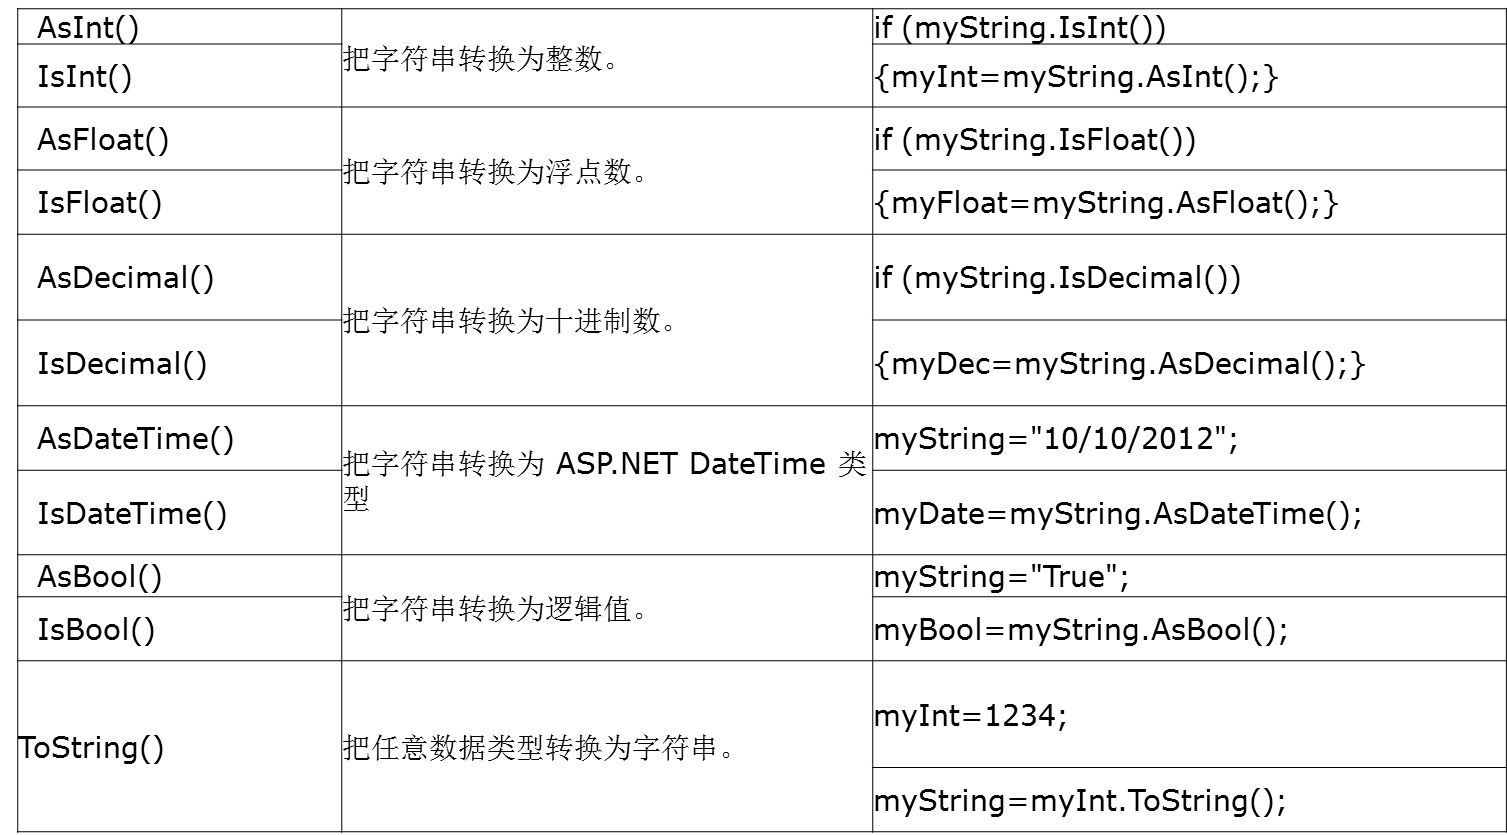 AsInt()
IsInt()
把字符串转换为整数。
if (myString.IsInt())
{myInt=myString.AsInt();}
AsFloat()
IsFloat()
把字符串转换为浮点数。
if (myString.IsFloat())
{myFloat=myString.AsFloat();}
AsDecimal()
IsDecimal()
把字符串转换为十进制数。
if (myString.IsDecimal())
{myDec=myString.AsDecimal();}
AsDateTime()
IsDateTime()
把字符串转换为 ASP.NET DateTime 类
型
myString="10/10/2012";
myDate=myString.AsDateTime();
AsBool()
IsBool()
把字符串转换为逻辑值。
myString="True";
myBool=myString.AsBool();
ToString()
把任意数据类型转换为字符串。
myInt=1234;
myString=myInt.ToString();